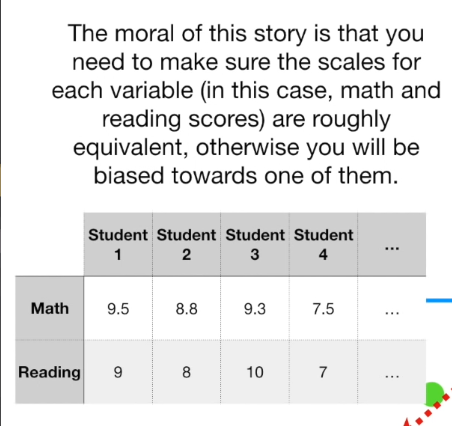 The moral of this story is that you
need to make sure the scales for
each variable (in this case, math and
reading scores) are roughly
equivalent, otherwise you will be
biased towards one of them.
Student 1 Student 2 Student 3 Student 4 ...
Math 9.5 8.8 9.3 7.5 ...
Reading 9 8 10 7 ...